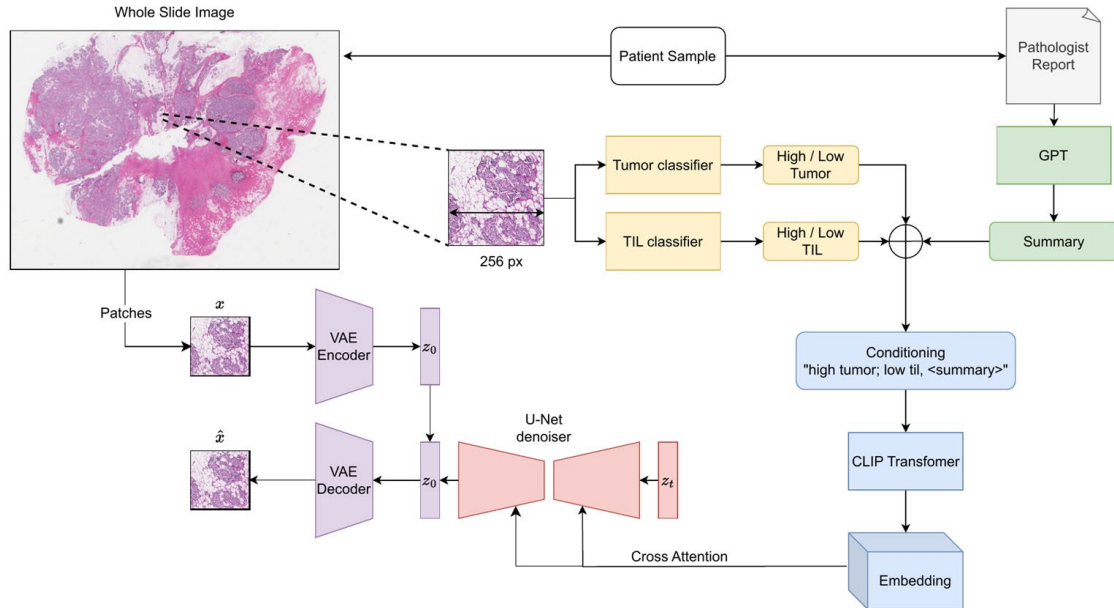 Whole Slide Image
Patient Sample
Pathologist
Report
Tumor classifier
High / Low
Tumor
GPT
TIL classifier
High / Low
TIL
Summary
256 px
Patches
x
VAE
Encoder
z₀
Conditioning
"high tumor; low til, <summary>"
U-Net
denoiser
x̂
VAE
Decoder
z₀
zₜ
CLIP Transfomer
Cross Attention
Embedding